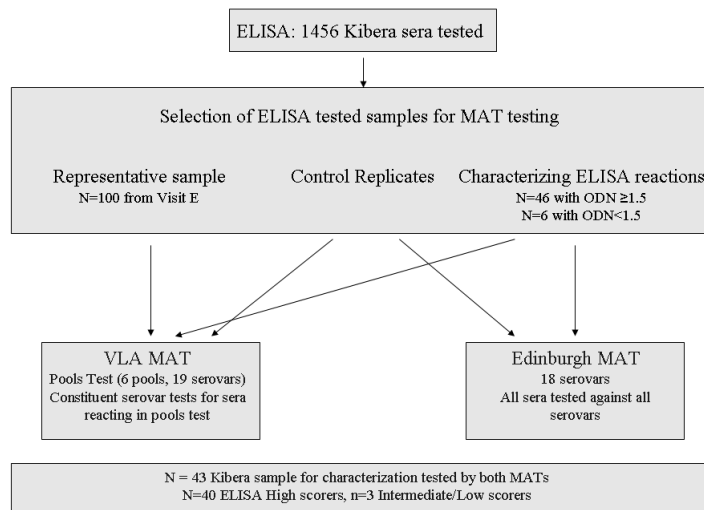 ELISA: 1456 Kibera sera tested
Selection of ELISA tested samples for MAT testing
Representative sample
N=100 from Visit E
Control Replicates
Characterizing ELISA reactions
N=46 with ODN ≥1.5
N=6 with ODN<1.5
VLA MAT
Pools Test (6 pools, 19 serovars)
Constituent serovar tests for sera
reacting in pools test
Edinburgh MAT
18 serovars
All sera tested against all
serovars
N = 43 Kibera sample for characterization tested by both MATs
N=40 ELISA High scorers, n=3 Intermediate/Low scorers